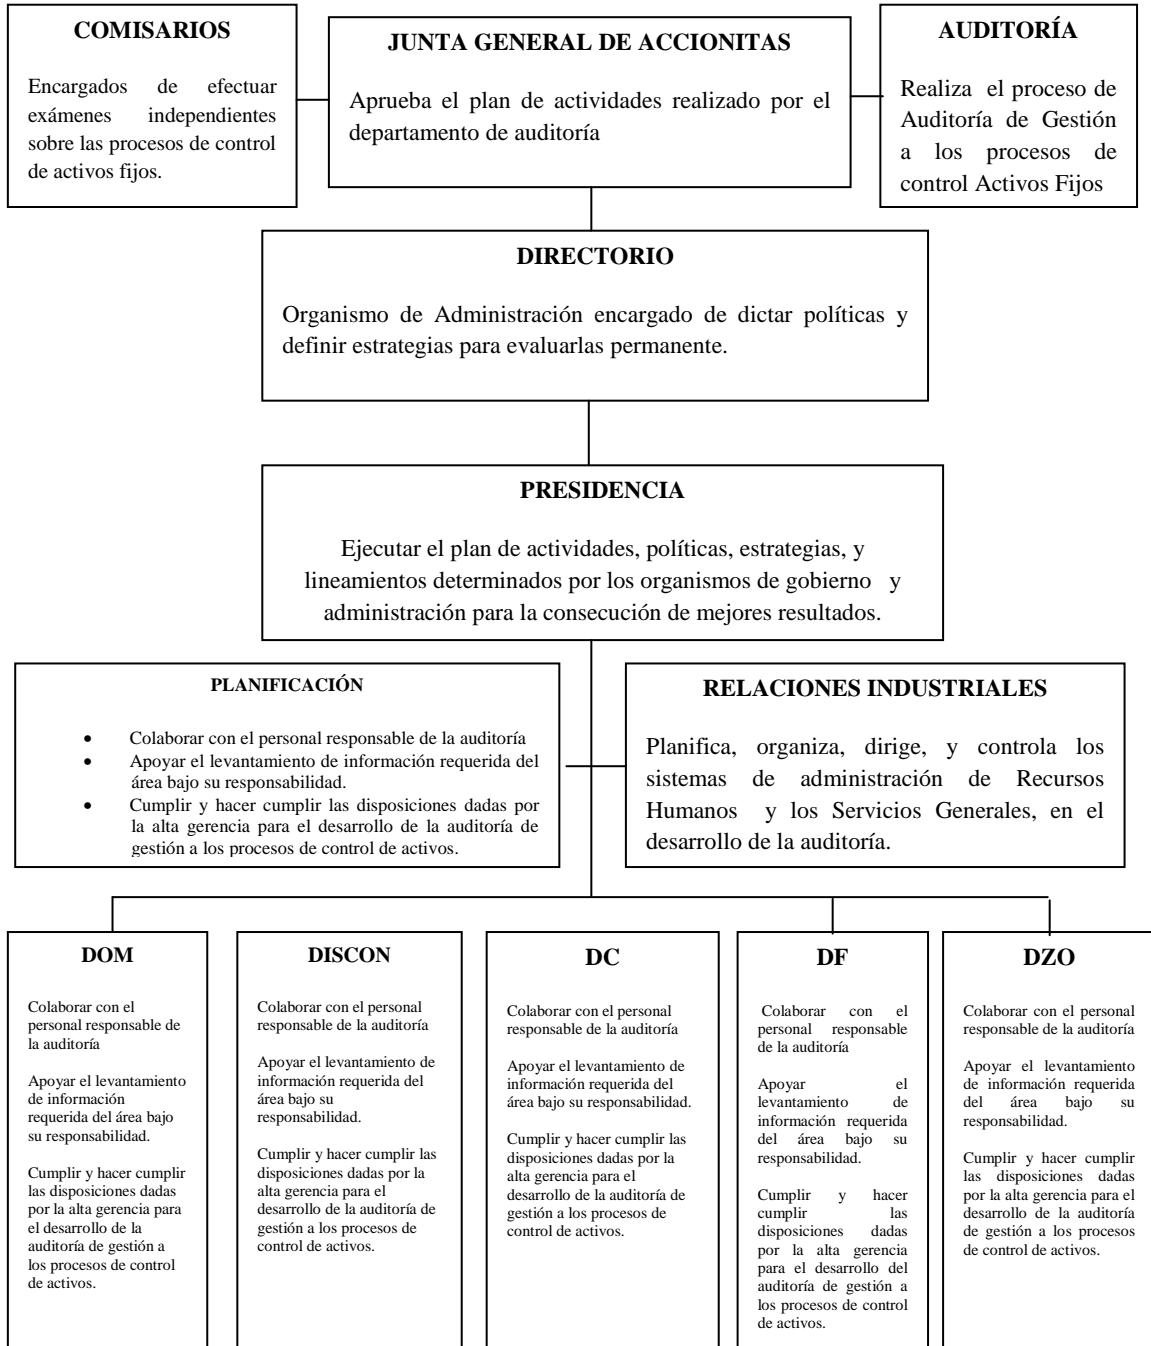 COMISARIOS
Encargados de efectuar
exámenes independientes
sobre las procesos de control
de activos fijos.
JUNTA GENERAL DE ACCIONITAS
Aprueba el plan de actividades realizado por el
departamento de auditoría
AUDITORÍA
Realiza el proceso de
Auditoría de Gestión
a los procesos de
control Activos Fijos
DIRECTORIO
Organismo de Administración encargado de dictar políticas y
definir estrategias para evaluarlas permanente.
PRESIDENCIA
Ejecutar el plan de actividades, políticas, estrategias, y
lineamientos determinados por los organismos de gobierno y
administración para la consecución de mejores resultados.
PLANIFICACIÓN
• Colaborar con el personal responsable de la auditoría
• Apoyar el levantamiento de información requerida del
área bajo su responsabilidad.
• Cumplir y hacer cumplir las disposiciones dadas por
la alta gerencia para el desarrollo de la auditoría de
gestión a los procesos de control de activos.
RELACIONES INDUSTRIALES
Planifica, organiza, dirige, y controla los
sistemas de administración de Recursos
Humanos y los Servicios Generales, en el
desarrollo de la auditoría.
DOM
Colaborar con el
personal responsable de
la auditoría
Apoyar el levantamiento
de información
requerida del área bajo
su responsabilidad.
Cumplir y hacer cumplir
las disposiciones dadas
por la alta gerencia para
el desarrollo de la
auditoría de gestión a
los procesos de control
de activos.
DISCON
Colaborar con el personal
responsable de la auditoría
Apoyar el levantamiento de
información requerida del
área bajo su
responsabilidad.
Cumplir y hacer cumplir las
disposiciones dadas por la
alta gerencia para el
desarrollo de la auditoría de
gestión a los procesos de
control de activos.
DC
Colaborar con el personal
responsable de la auditoría
Apoyar el levantamiento de
información requerida del
área bajo su responsabilidad.
Cumplir y hacer cumplir las
disposiciones dadas por la
alta gerencia para el
desarrollo de la auditoría de
gestión a los procesos de
control de activos.
DF
Colaborar con el
personal responsable
de la auditoría
Apoyar el
levantamiento de
información requerida
del área bajo su
responsabilidad.
Cumplir y hacer
cumplir las
disposiciones dadas
por la alta gerencia
para el desarrollo del
auditoría de gestión a
los procesos de control
de activos.
DZO
Colaborar con el personal
responsable de la auditoría
Apoyar el levantamiento
de información requerida
del área bajo su
responsabilidad.
Cumplir y hacer cumplir
las disposiciones dadas
por la alta gerencia para el
desarrollo de la auditoría
de gestión a los procesos
de control de activos.